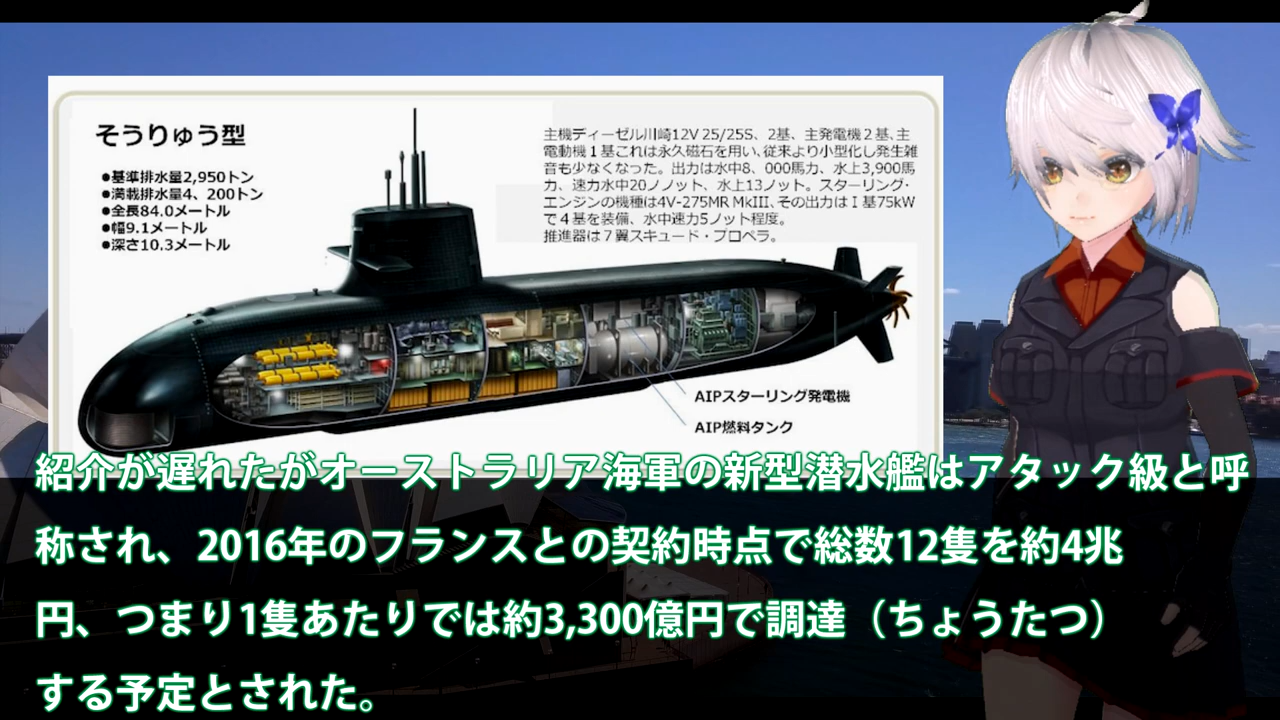 そうりゅう型
●基準排水量2,950トン
●満載排水量4、200トン
●全長84.0メートル
●幅9.1メートル
●深さ10.3メートル
主機ディーゼル川崎12V 25/25S、2基、主発電機２基､主
電動機１基これは永久磁石を用い､従来より小型化し発生雑
音も少なくなった。出力は水中8、000馬力、水上3,900馬
力、速力水中20ノノット、水上13ノット。スターリング･
エンジンの機種は4V-275MR MkIII､その出力はＩ基75kW
で４基を装備、水中速力5ノット程度。
推進器は７翼スキュード・プロペラ。
AIPスターリング発電機
AIP燃料タンク
紹介が遅れたがオーストラリア海軍の新型潜水艦はアタック級と呼
称され、2016年のフランスとの契約時点で総数12隻を約4兆
円、つまり1隻あたりでは約3,300億円で調達（ちょうたつ）
する予定とされた。